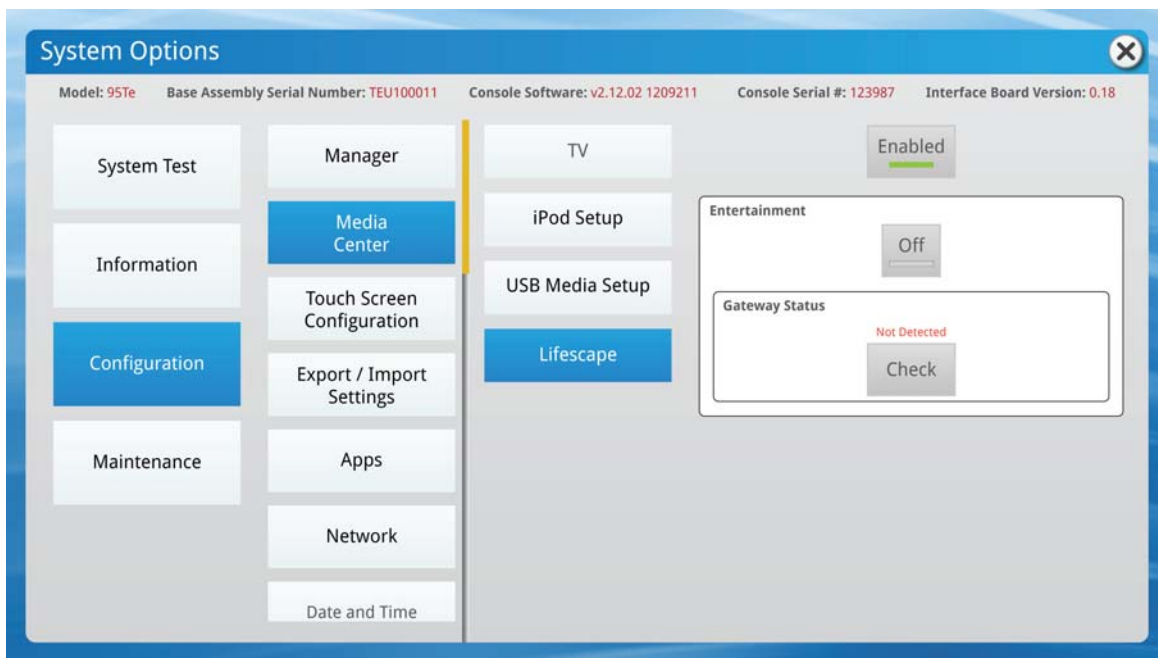 System Options
Model: 95Te Base Assembly Serial Number: TEU100011 Console Software: v2.12.02 1209211 Console Serial #: 123987 Interface Board Version: 0.18
System Test
Information
Configuration
Maintenance
Manager
Media
Center
Touch Screen
Configuration
Export / Import
Settings
Apps
Network
Date and Time
TV
iPod Setup
USB Media Setup
Lifescape
Enabled
Entertainment
Off
Gateway Status
Not Detected
Check